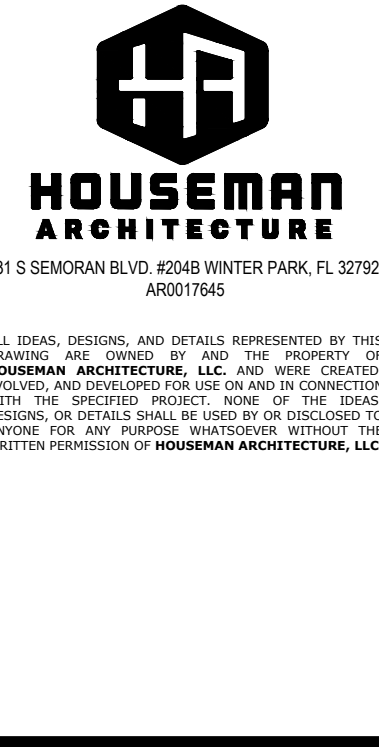 HA
HOUSEMAN
ARCHITECTURE
31 S SEMORAN BLVD. #204B WINTER PARK, FL 32792
AR0017645
LL IDEAS, DESIGNS, AND DETAILS REPRESENTED BY THIS
RAWING ARE OWNED BY AND THE PROPERTY OF
OUSEMAN ARCHITECTURE, LLC. AND WERE CREATED,
VOLVED, AND DEVELOPED FOR USE ON AND IN CONNECTION
ITH THE SPECIFIED PROJECT. NONE OF THE IDEAS,
ESIGNS, OR DETAILS SHALL BE USED BY OR DISCLOSED TO
NYONE FOR ANY PURPOSE WHATSOEVER WITHOUT THE
RITTEN PERMISSION OF HOUSEMAN ARCHITECTURE, LLC